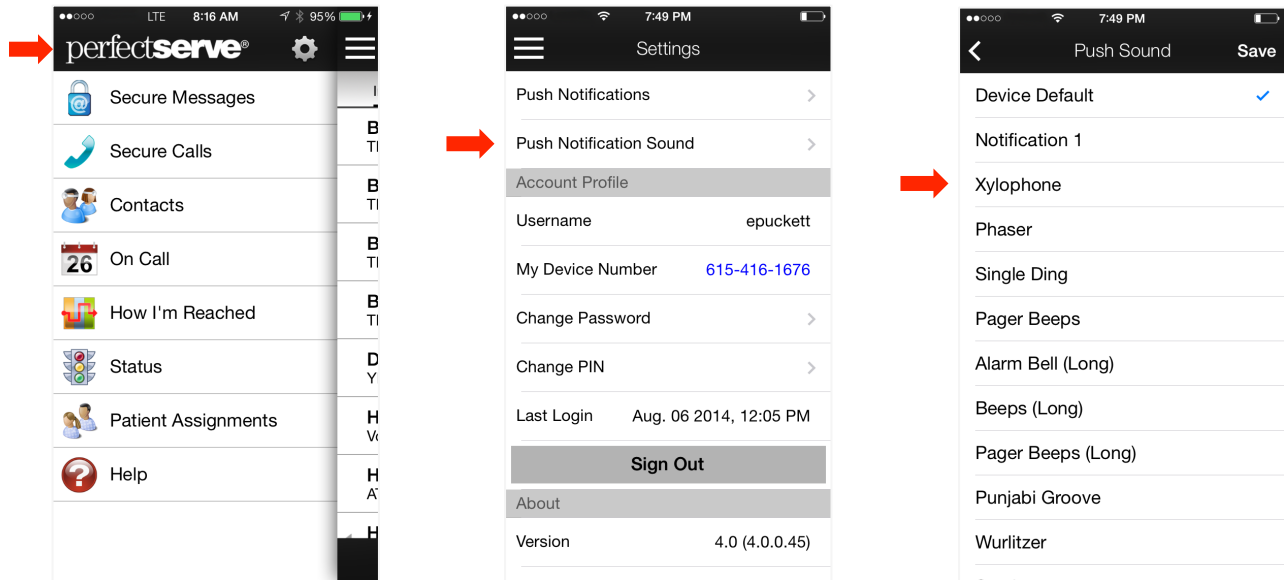 LTE 8:16 AM 95%
perfectserve®
Secure Messages
Secure Calls
Contacts
26 On Call
How I'm Reached
Status
Patient Assignments
Help
B
B
B
B
D
Y
H
H
H
7:49 PM
Settings
Push Notifications
Push Notification Sound
Account Profile
Username epuckett
My Device Number 615-416-1676
Change Password
Change PIN
Last Login Aug. 06 2014, 12:05 PM
Sign Out
About
Version 4.0 (4.0.0.45)
7:49 PM
Push Sound Save
Device Default
Notification 1
Xylophone
Phaser
Single Ding
Pager Beeps
Alarm Bell (Long)
Beeps (Long)
Pager Beeps (Long)
Punjabi Groove
Wurlitzer